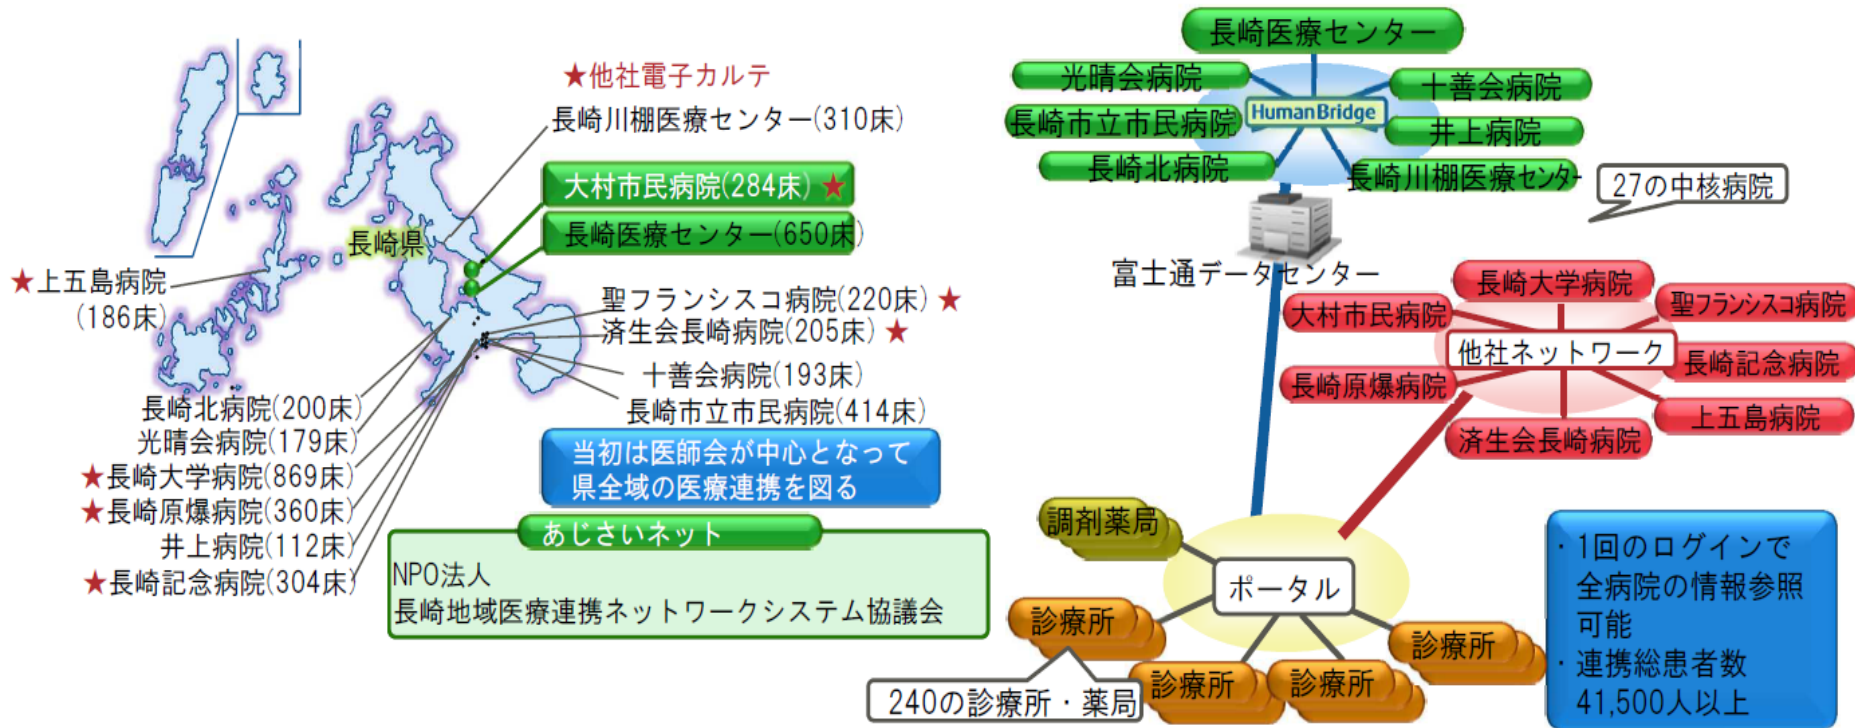 ★他社電子カルテ
長崎川棚医療センター(310床)
大村市民病院(284床)★
長崎医療センター(650床)
長崎県
★上五島病院
(186床)
聖フランシスコ病院(220床)★
済生会長崎病院(205床)★
十善会病院(193床)
長崎市立市民病院(414床)
長崎北病院(200床)
光晴会病院(179床)
★長崎大学病院(869床)
★長崎原爆病院(360床)
井上病院(112床)
★長崎記念病院(304床)
当初は医師会が中心となって
県全域の医療連携を図る
あじさいネット
NPO法人
長崎地域医療連携ネットワークシステム協議会
長崎医療センター
光晴会病院
十善会病院
HumanBridge
長崎市立市民病院
井上病院
長崎北病院
長崎川棚医療センター
27の中核病院
富士通データセンター
長崎大学病院
大村市民病院
聖フランシスコ病院
他社ネットワーク
長崎記念病院
長崎原爆病院
上五島病院
済生会長崎病院
調剤薬局
ポータル
診療所
診療所
診療所
診療所
240の診療所・薬局
・1回のログインで
全病院の情報参照
可能
・連携総患者数
41,500人以上